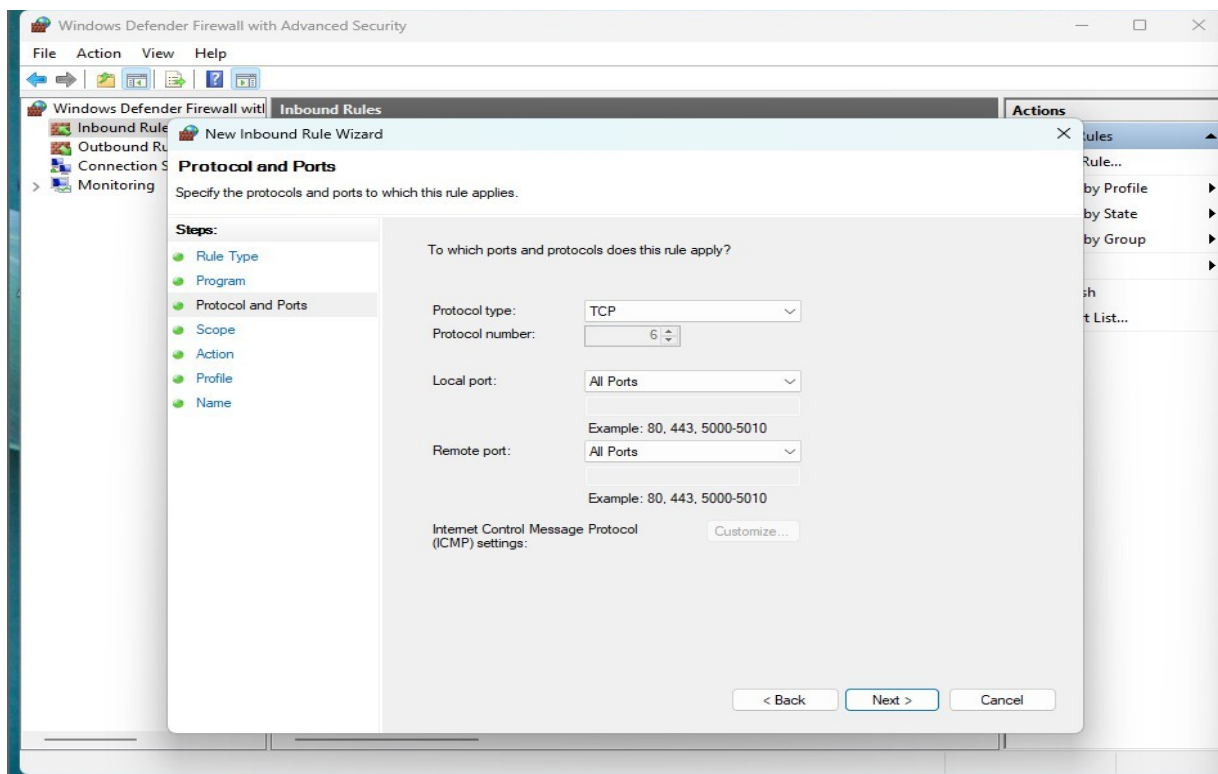 Windows Defender Firewall with Advanced Security
File Action View Help
Windows Defender Firewall with
Inbound Rule
Outbound Ru
Connection S
Monitoring
Inbound Rules
Actions
ules
Rule...
by Profile
by State
by Group
sh
t List...
New Inbound Rule Wizard
Protocol and Ports
Specify the protocols and ports to which this rule applies.
Steps:
Rule Type
Program
Protocol and Ports
Scope
Action
Profile
Name
To which ports and protocols does this rule apply?
Protocol type: TCP
Protocol number: 6
Local port: All Ports
Example: 80, 443, 5000-5010
Remote port: All Ports
Example: 80, 443, 5000-5010
Internet Control Message Protocol
(ICMP) settings:
Customize...
< Back Next > Cancel